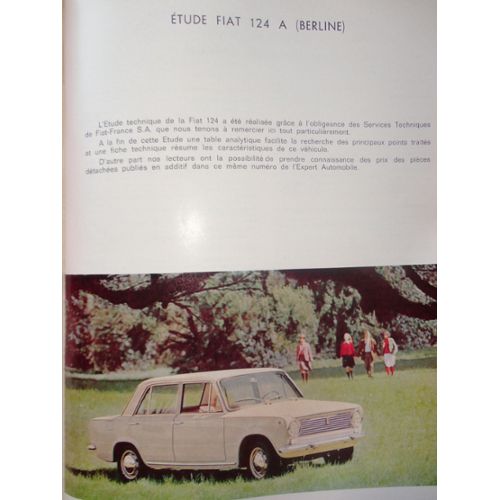 ÉTUDE FIAT 124 A (BERLINE)
L'Etude technique de la Fiat 124 a été réalisée grâce à l'obligeance des Services Techniques
de Fiat-France S.A. que nous tenons à remercier ici tout particulièrement.
A la fin de cette Etude une table analytique facilite la recherche des principaux points traités
et une fiche technique résume les caractéristiques de ce véhicule.
D'autre part nos lecteurs ont la possibilité de prendre connaissance des prix des pièces
détachées publiés en additif dans ce même numéro de l'Expert Automobile.